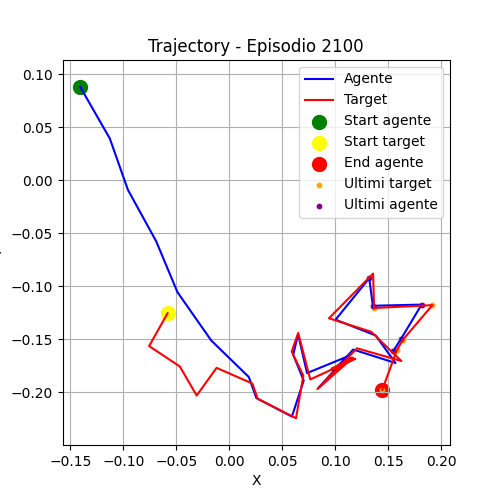 Trajectory - Episodio 2100
Agente
Target
Start agente
Start target
End agente
Ultimi target
Ultimi agente
0.10
0.05
0.00
−0.05
−0.10
−0.15
−0.20
−0.15
−0.10
−0.05
0.00
0.05
0.10
0.15
0.20
X